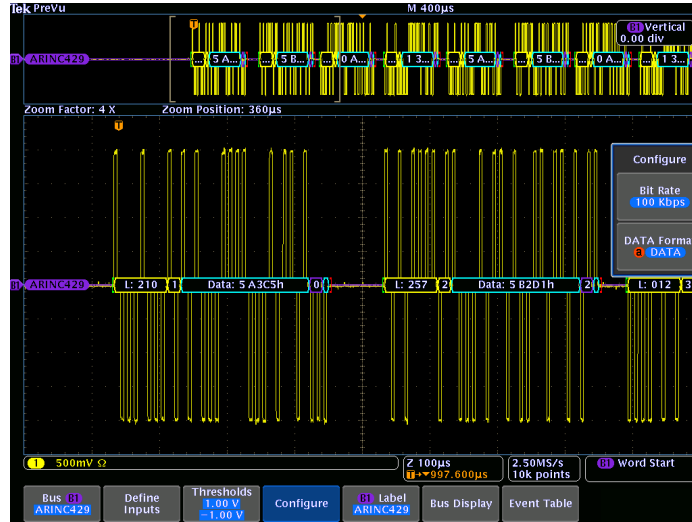 Tek PreVu M 400µs
B1 Vertical
0.00 div
B1 ARINC429 ... 5 A... ... 5 B... ... 0 A... ... 1 3... ... 5 A... ... 5 B... ... 0 A... ... 1 3...
T
Zoom Factor: 4 X Zoom Position: 360µs
T
Configure
Bit Rate
100 Kbps
DATA Forma
a DATA
B1 ARINC429 L: 210 1 Data: 5 A3C5h 0 L: 257 2 Data: 5 B2D1h 2 L: 012 3
1 500mV Ω
Z 100µs
T→▼997.600µs
2.50MS/s
10k points
B1 Word Start
Bus B1
ARINC429
Define
Inputs
Thresholds
1.00 V
−1.00 V
Configure
B1 Label
ARINC429
Bus Display
Event Table